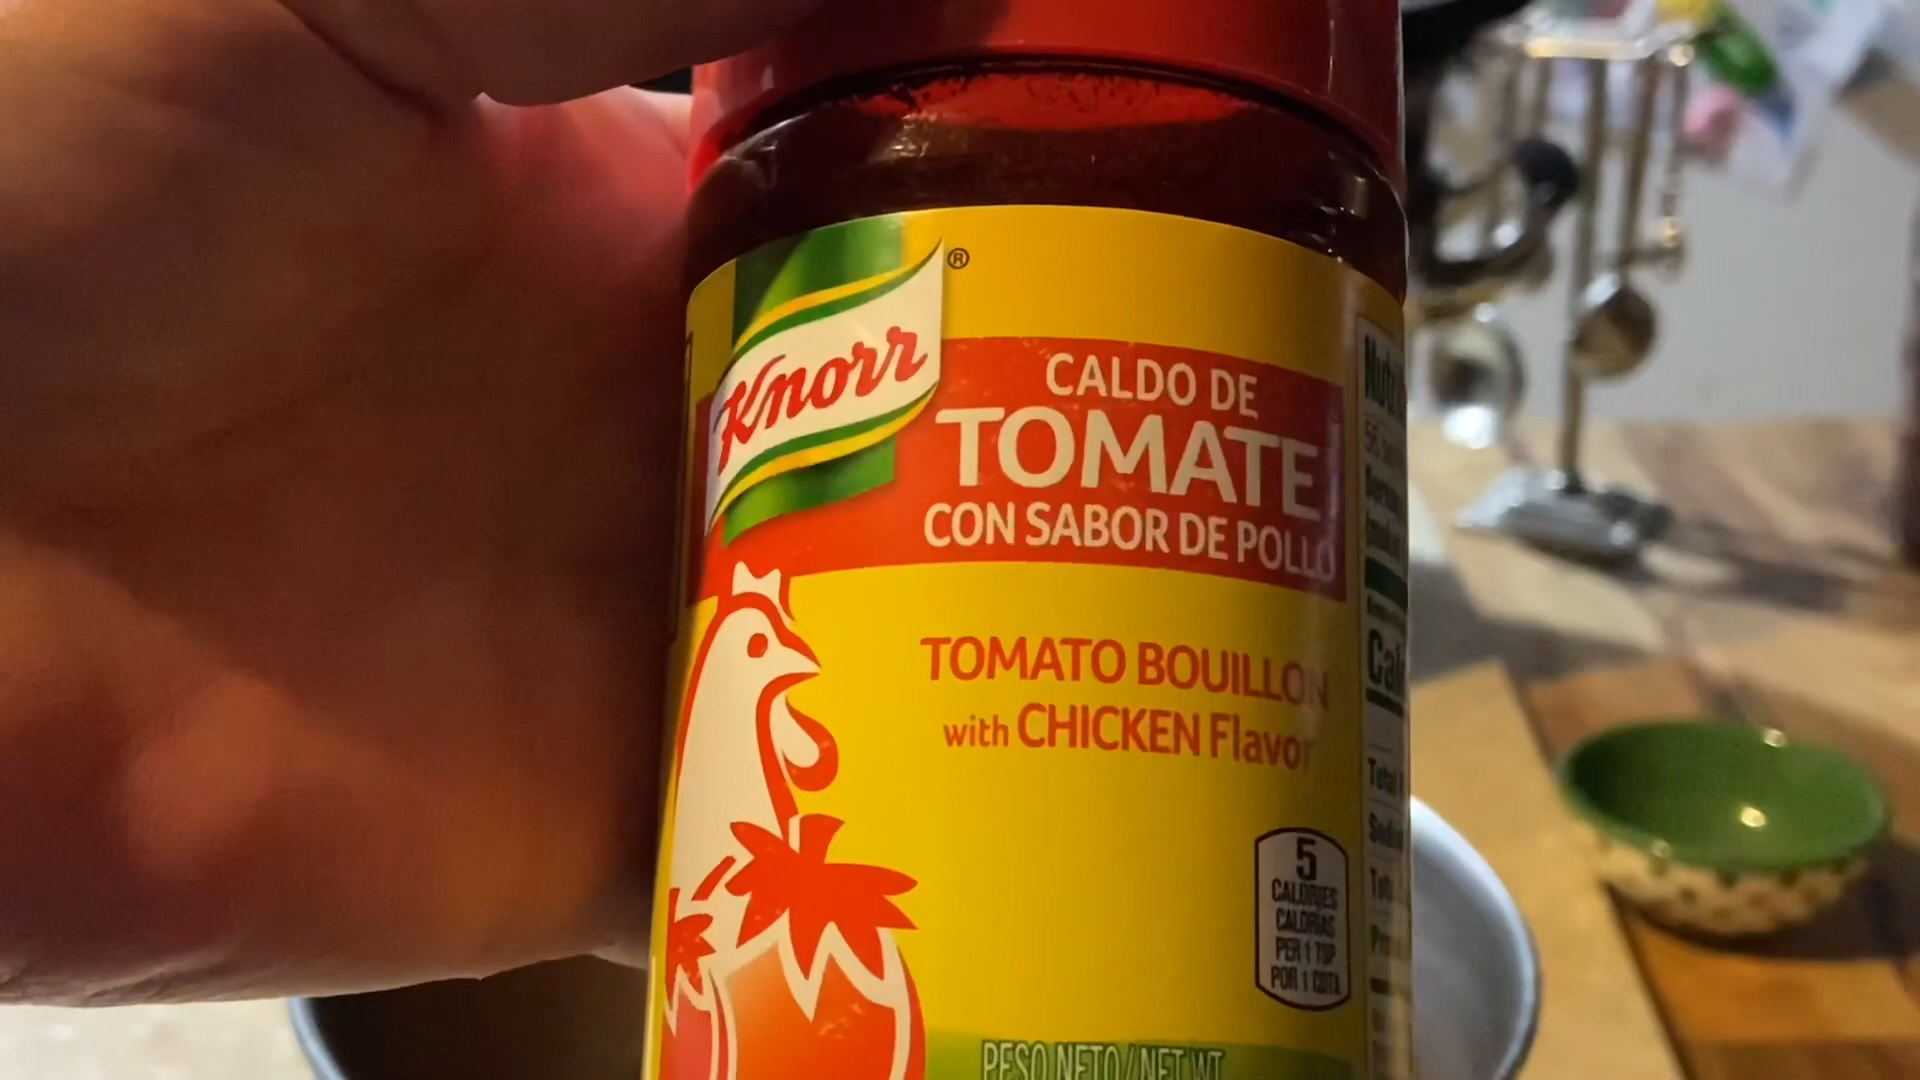 Knorr®
CALDO DE
TOMATE
CON SABOR DE POLLO
TOMATO BOUILLON
with CHICKEN Flavor
5
CALORIES
CALORIAS
PER 1 TSP
POR 1 CDTA
PESO NETO/NET WT